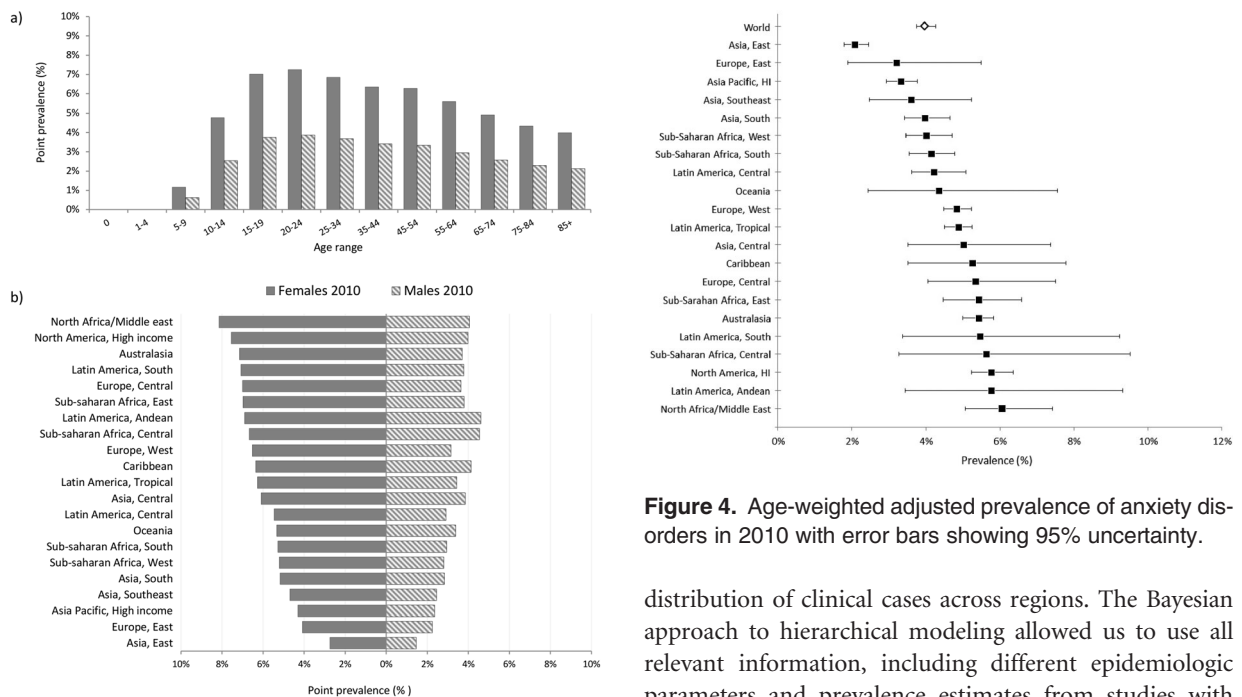 a)
10%
9%
8%
7%
6%
5%
4%
3%
2%
1%
0%
Point prevalence (%)
0
1-4
5-9
10-14
15-19
20-24
25-34
35-44
45-54
55-64
65-74
75-84
85+
Age range
b)
Females 2010
Males 2010
North Africa/Middle east
North America, High income
Australasia
Latin America, South
Europe, Central
Sub-saharan Africa, East
Latin America, Andean
Sub-saharan Africa, Central
Europe, West
Caribbean
Latin America, Tropical
Asia, Central
Latin America, Central
Oceania
Sub-saharan Africa, South
Sub-saharan Africa, West
Asia, South
Asia, Southeast
Asia Pacific, High income
Europe, East
Asia, East
10% 8% 6% 4% 2% 0% 2% 4% 6% 8% 10%
Point prevalence (% )
World
Asia, East
Europe, East
Asia Pacific, HI
Asia, Southeast
Asia, South
Sub-Saharan Africa, West
Sub-Saharan Africa, South
Latin America, Central
Oceania
Europe, West
Latin America, Tropical
Asia, Central
Caribbean
Europe, Central
Sub-Sarahan Africa, East
Australasia
Latin America, South
Sub-Saharan Africa, Central
North America, HI
Latin America, Andean
North Africa/Middle East
0% 2% 4% 6% 8% 10% 12%
Prevalence (%)
Figure 4. Age-weighted adjusted prevalence of anxiety dis-
orders in 2010 with error bars showing 95% uncertainty.
distribution of clinical cases across regions. The Bayesian
approach to hierarchical modeling allowed us to use all
relevant information, including different epidemiologic
parameters and prevalence estimates from studies with